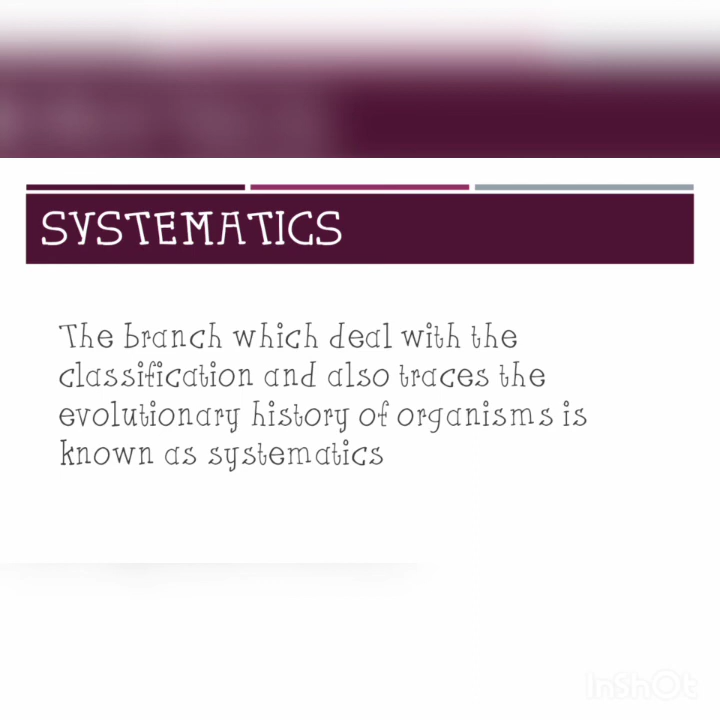 SYSTEMATICS
The branch which deal with the
classification and also traces the
evolutionary history of organisms is
known as systematics
InShOt